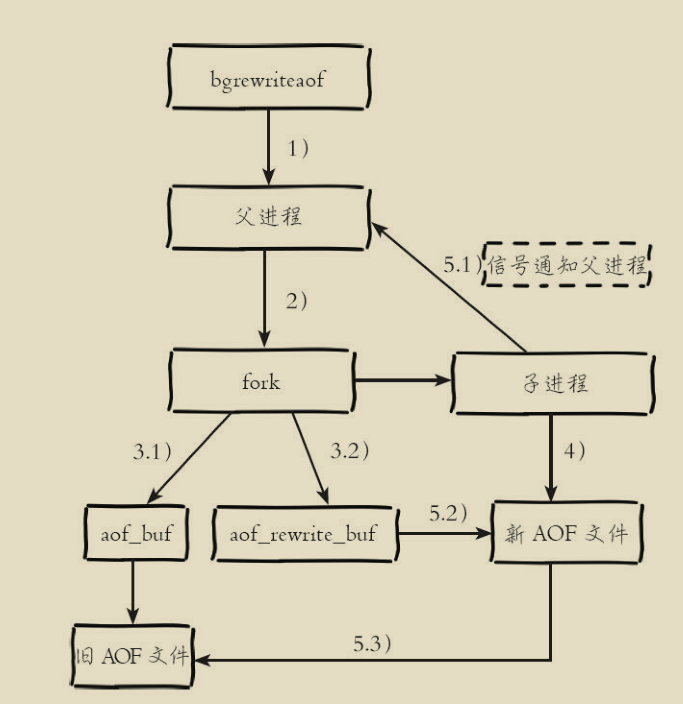 bgrewriteaof
1)
父进程
5.1)
信号通知父进程
2)
fork
子进程
3.1)
3.2)
4)
aof_buf
aof_rewrite_buf
5.2)
新 AOF 文件
旧 AOF 文件
5.3)